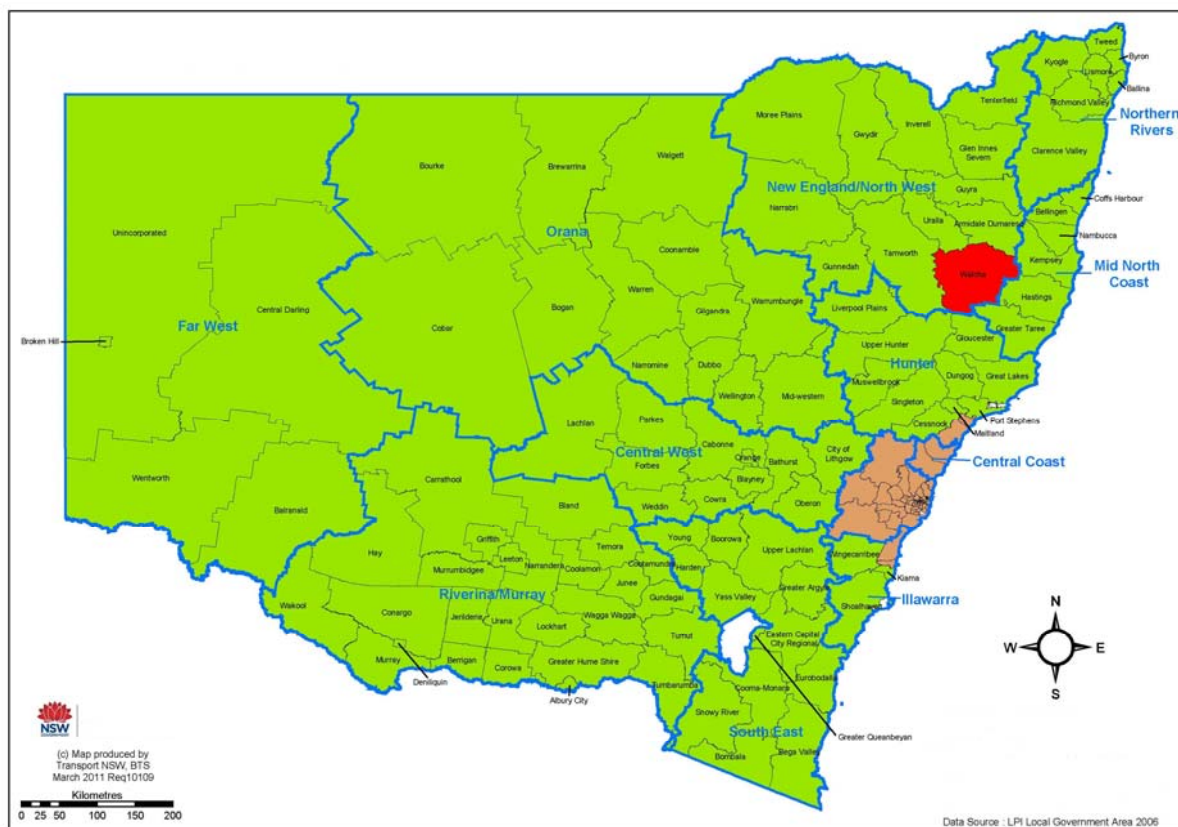 Tweed
Byron
Kyogle
Lismore
Ballina
Tenterfield
Richmond Valley
Northern
Rivers
Moree Plains
Inverell
Gwydir
Glen Innes
Severn
Clarence Valley
Walgett
Brewarrina
Bourke
New England/North West
Guyra
Coffs Harbour
Narrabri
Bellingen
Uralla
Armidale Dumaresq
Nambucca
Unincorporated
Orana
Coonamble
Tamworth
Kempsey
Gunnedah
Walcha
Mid North
Coast
Warren
Hastings
Central Darling
Bogan
Warrumbungle
Liverpool Plains
Gilgandra
Far West
Cobar
Greater Taree
Broken Hill
Upper Hunter
Gloucester
Narromine
Dubbo
Hunter
Dungog
Great Lakes
Muswellbrook
Wellington
Mid-western
Singleton
Lachlan
Parkes
Port Stephens
Cessnock
Maitland
Cabonne
City of
Lithgow
Central West
Orange
Bathurst
Central Coast
Forbes
Blayney
Wentworth
Carrathool
Cowra
Oberon
Weddin
Bland
Balranald
Griffith
Young
Boorowa
Hay
Temora
Upper Lachlan
Wingecarribee
Leeton
Cootamundra
Harden
Murrumbidgee
Narrandera
Coolamon
Kiama
Junee
Greater Argyle
Riverina/Murray
Gundagai
Yass Valley
Illawarra
Wakool
Shoalhaven
Conargo
Jerilderie
Urana
Wagga Wagga
Lockhart
Eastern Capital
City Regional
Tumut
Murray
Berrigan
Corowa
Greater Hume Shire
Eurobodalla
Deniliquin
Tumbarumba
Cooma-Monaro
Albury City
Snowy River
South East
Greater Queanbeyan
Bombala
Bega Valley
N
W
E
S
NSW
GOVERNMENT
(c) Map produced by
Transport NSW, BTS
March 2011 Req10109
Kilometres
0 25 50 100 150 200
Data Source : LPI Local Government Area 2006